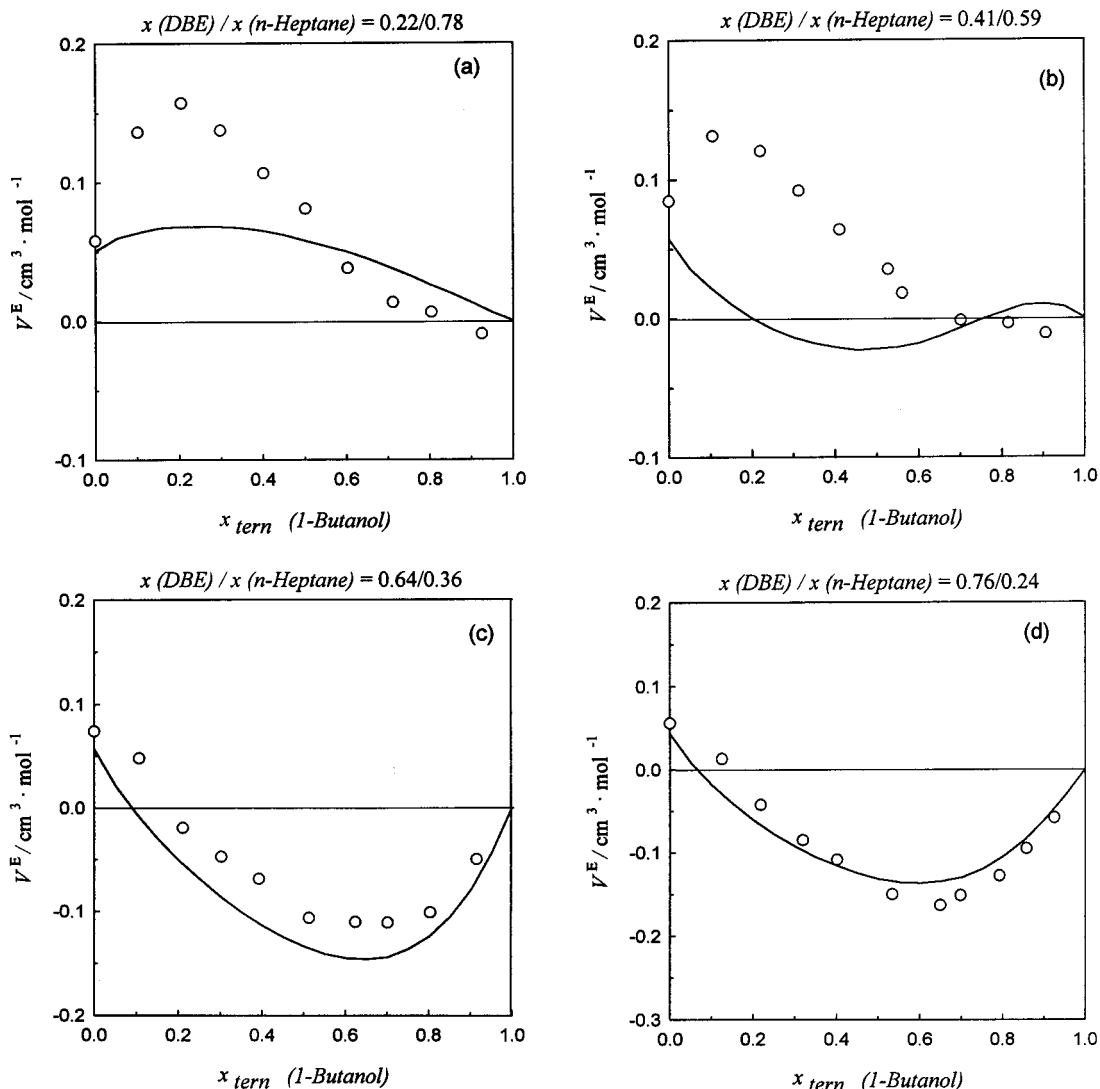 x (DBE) / x (n-Heptane) = 0.22/0.78
(a)
0.2
0.1
0.0
-0.1
V^E / cm^3 · mol^-1
0.0 0.2 0.4 0.6 0.8 1.0
x_tern (1-Butanol)
x (DBE) / x (n-Heptane) = 0.41/0.59
(b)
0.2
0.1
0.0
-0.1
V^E / cm^3 · mol^-1
0.0 0.2 0.4 0.6 0.8 1.0
x_tern (1-Butanol)
x (DBE) / x (n-Heptane) = 0.64/0.36
(c)
0.2
0.1
0.0
-0.1
-0.2
V^E / cm^3 · mol^-1
0.0 0.2 0.4 0.6 0.8 1.0
x_tern (1-Butanol)
x (DBE) / x (n-Heptane) = 0.76/0.24
(d)
0.2
0.1
0.0
-0.1
-0.2
-0.3
V^E / cm^3 · mol^-1
0.0 0.2 0.4 0.6 0.8 1.0
x_tern (1-Butanol)